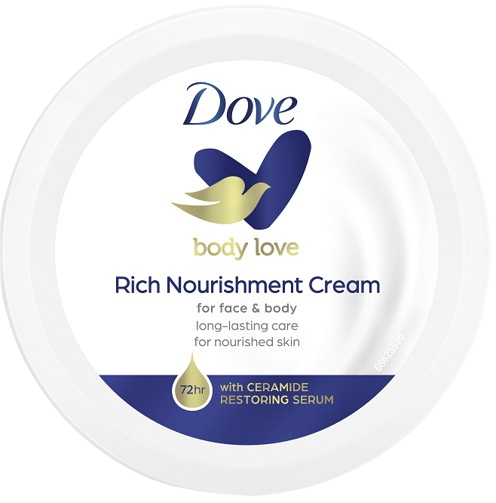 Dove
body love
Rich Nourishment Cream
for face & body
long-lasting care
for nourished skin
72hr
with CERAMIDE
RESTORING SERUM